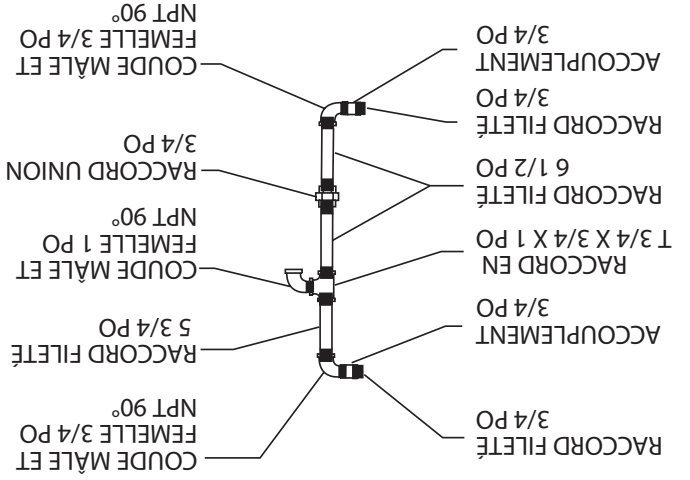 RACCORD FILETÉ
3/4 PO
ACCOUPLEMENT
3/4 PO
RACCORD EN
T 3/4 X 3/4 X 1 PO
RACCORD FILETÉ
6 1/2 PO
RACCORD FILETÉ
3/4 PO
ACCOUPLEMENT
3/4 PO
COUDE MÂLE ET
FEMELLE 3/4 PO
NPT 90°
RACCORD FILETÉ
5 3/4 PO
COUDE MÂLE ET
FEMELLE 1 PO
NPT 90°
RACCORD UNION
3/4 PO
COUDE MÂLE ET
FEMELLE 3/4 PO
NPT 90°